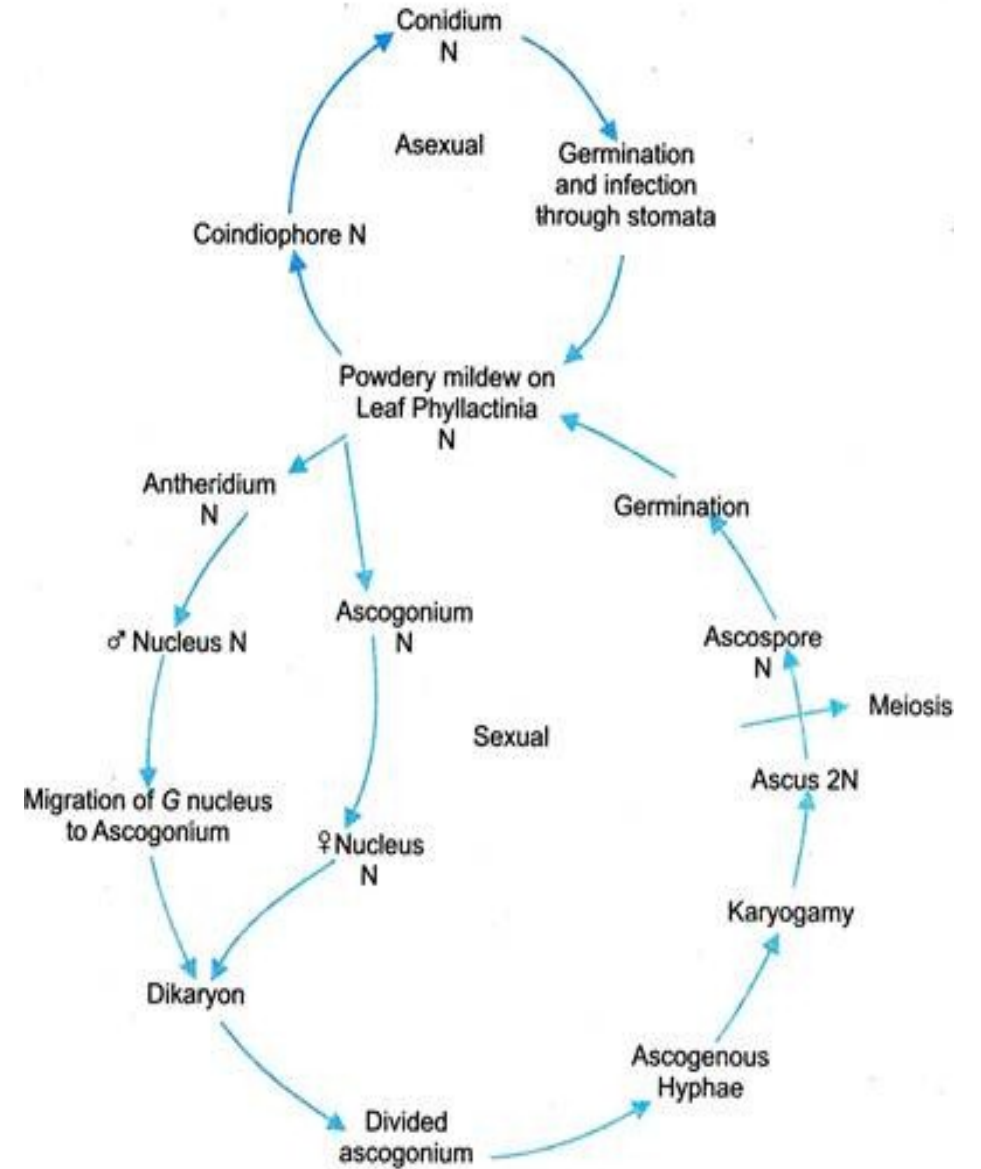 Conidium
N
Asexual
Germination
and infection
through stomata
Coindiophore N
Powdery mildew on
Leaf Phyllactinia
N
Antheridium
N
Germination
Ascogonium
N
♂ Nucleus N
Ascospore
N
Meiosis
Sexual
Ascus 2N
Migration of G nucleus
to Ascogonium
♀Nucleus
N
Karyogamy
Dikaryon
Ascogenous
Hyphae
Divided
ascogonium